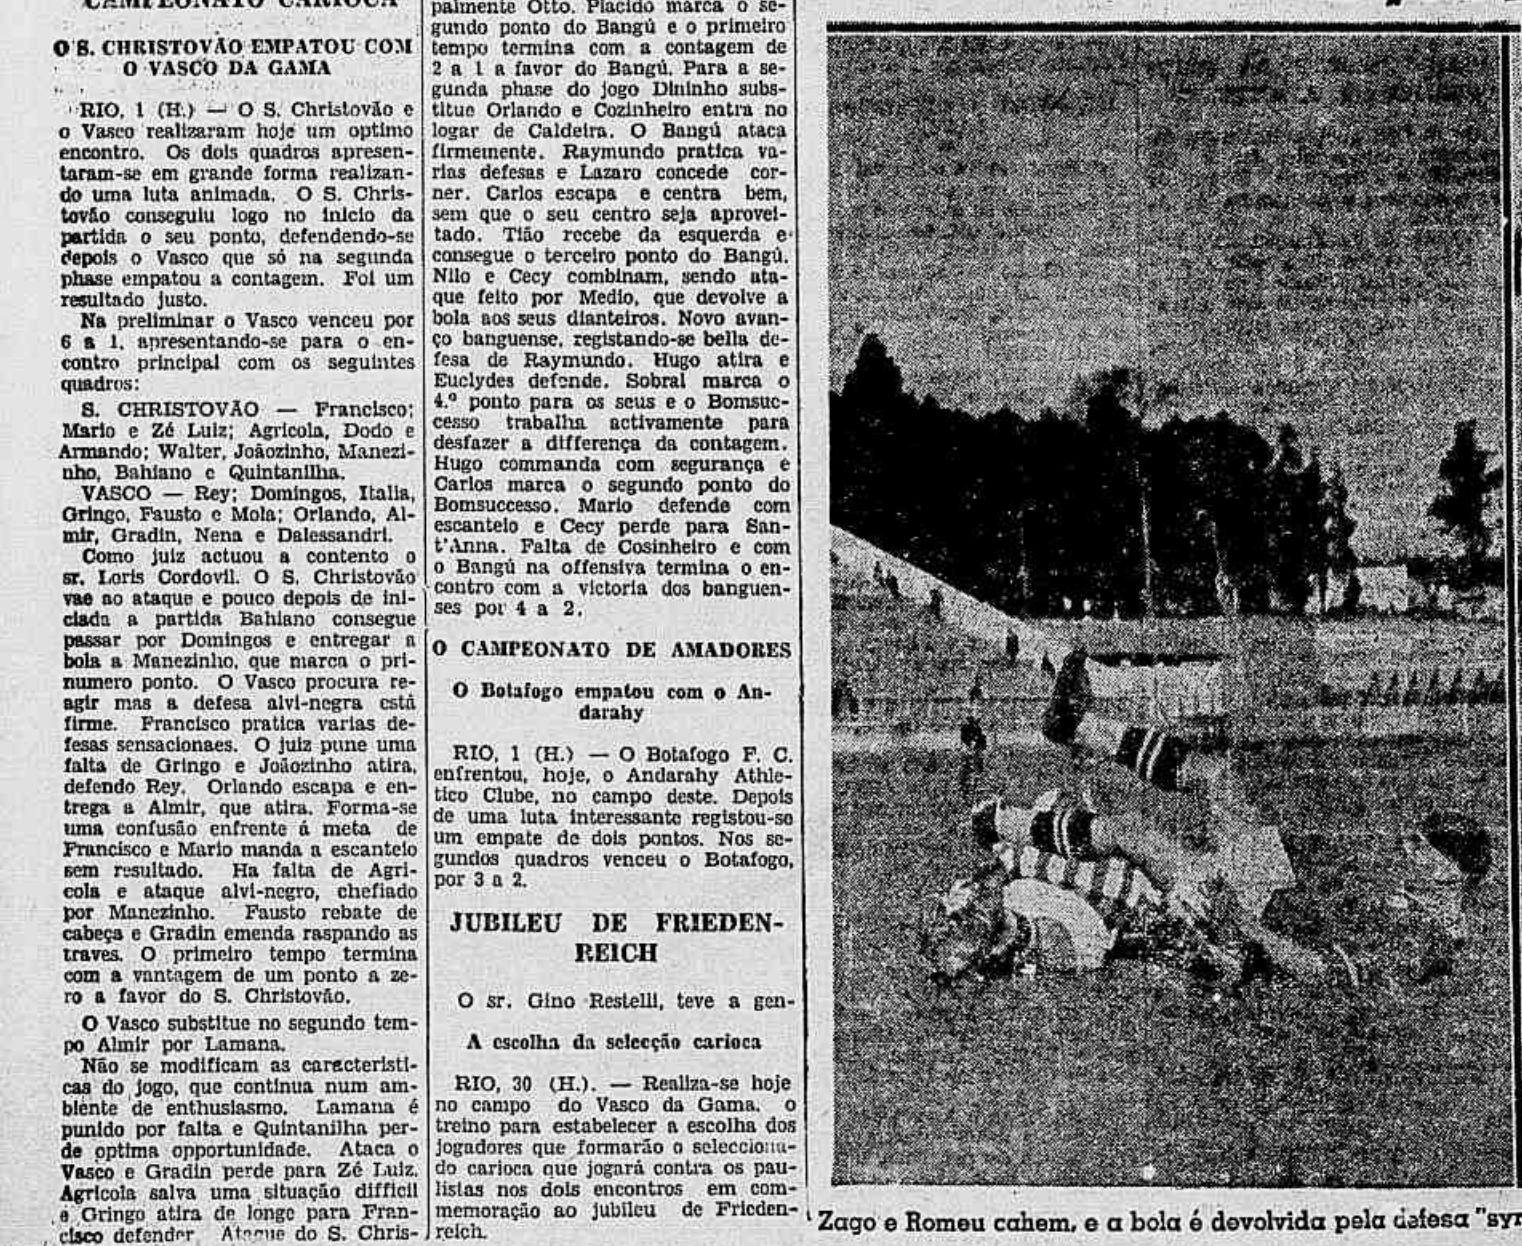 CAMPEONATO CARIOCA
O S. CHRISTOVÃO EMPATOU COM
O VASCO DA GAMA
RIO, 1 (H.) — O S. Christovão e
o Vasco realizaram hoje um optimo
encontro. Os dois quadros apresen-
taram-se em grande forma realizan-
do uma luta animada. O S. Chris-
tovão conseguiu logo no inicio da
partida o seu ponto, defendendo-se
depois o Vasco que só na segunda
phase empatou a contagem. Foi um
resultado justo.
Na preliminar o Vasco venceu por
6 a 1, apresentando-se para o en-
contro principal com os seguintes
quadros:
S. CHRISTOVÃO — Francisco;
Mario e Zé Luiz; Agricola, Dodo e
Armando; Walter, Joãozinho, Manezi-
nho, Bahiano e Quintanilha.
VASCO — Rey; Domingos, Italia,
Gringo, Fausto e Mola; Orlando, Al-
mir, Gradin, Nena e Dalessandri.
Como juiz actuou a contento o
sr. Loris Cordovil. O S. Christovão
vae ao ataque e pouco depois de ini-
ciada a partida Bahiano consegue
passar por Domingos e entregar a
bola a Manezinho, que marca o pri-
numero ponto. O Vasco procura re-
agir mas a defesa alvi-negra está
firme. Francisco pratica varias de-
fesas sensacionaes. O juiz pune uma
falta de Gringo e Joãozinho atira,
defendo Rey. Orlando escapa e en-
trega a Almir, que atira. Forma-se
uma confusão enfrente á meta de
Francisco e Mario manda a escanteio
sem resultado. Ha falta de Agri-
cola e ataque alvi-negro, chefiado
por Manezinho. Fausto rebate de
cabeça e Gradin emenda raspando as
traves. O primeiro tempo termina
com a vantagem de um ponto a ze-
ro a favor do S. Christovão.
O Vasco substitue no segundo tem-
po Almir por Lamana.
Não se modificam as caracteristi-
cas do jogo, que continua num am-
biente de enthusiasmo. Lamana é
punido por falta e Quintanilha per-
de optima opportunidade. Ataca o
Vasco e Gradin perde para Zé Luiz.
Agricola salva uma situação difficil
e Gringo atira de longe para Fran-
cisco defender. Ataque do S. Chris-
palmente Otto. Placido marca o se-
gundo ponto do Bangú e o primeiro
tempo termina com a contagem de
2 a 1 a favor do Bangú. Para a se-
gunda phase do jogo Dininho subs-
titue Orlando e Cozinheiro entra no
logar de Caldeira. O Bangú ataca
firmemente. Raymundo pratica va-
rias defesas e Lazaro concede cor-
ner. Carlos escapa e centra bem,
sem que o seu centro seja aprovei-
tado. Tião recebe da esquerda e
consegue o terceiro ponto do Bangú.
Nilo e Cecy combinam, sendo ata-
que feito por Medio, que devolve a
bola aos seus dianteiros. Novo avan-
ço banguense, registando-se bella de-
fesa de Raymundo. Hugo atira e
Euclydes defende. Sobral marca o
4.º ponto para os seus e o Bomsuc-
cesso trabalha activamente para
desfazer a differença da contagem.
Hugo commanda com segurança e
Carlos marca o segundo ponto do
Bomsuccesso. Mario defende com
escanteio e Cecy perde para San-
t'Anna. Falta de Cosinheiro e com
o Bangú na offensiva termina o en-
contro com a victoria dos banguen-
ses por 4 a 2.
O CAMPEONATO DE AMADORES
O Botafogo empatou com o An-
darahy
RIO, 1 (H.) — O Botafogo F. C.
enfrentou, hoje, o Andarahy Athle-
tico Clube, no campo deste. Depois
de uma luta interessante registou-se
um empate de dois pontos. Nos se-
gundos quadros venceu o Botafogo,
por 3 a 2.
JUBILEU DE FRIEDEN-
REICH
O sr. Gino Restelli, teve a gen-
A escolha da selecção carioca
RIO, 30 (H.). — Realiza-se hoje
no campo do Vasco da Gama, o
treino para estabelecer a escolha dos
jogadores que formarão o selecciona-
do carioca que jogará contra os pau-
listas nos dois encontros em com-
memoração ao jubileu de Frieden-
reich.
Zago e Romeu cahem, e a bola é devolvida pela defesa "syr